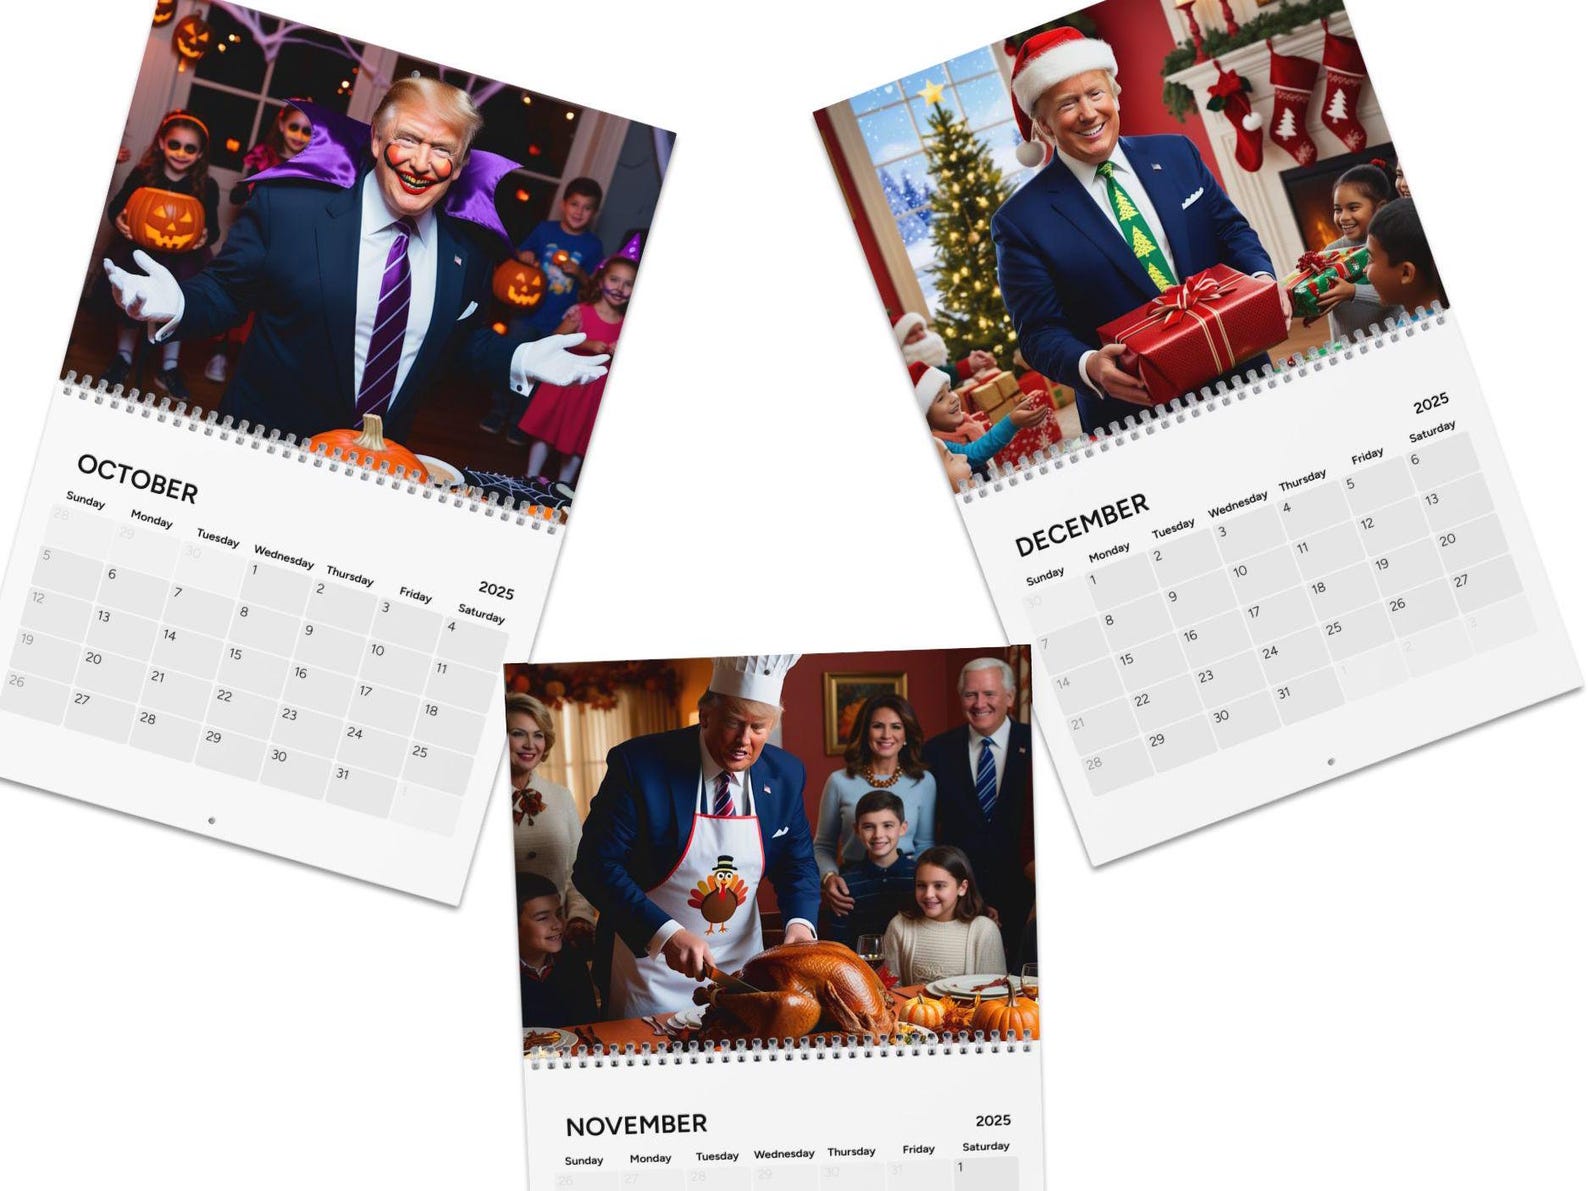 OCTOBER
2025
Sunday Monday Tuesday Wednesday Thursday Friday Saturday
28 29 30 1 2 3 4
5 6 7 8 9 10 11
12 13 14 15 16 17 18
19 20 21 22 23 24 25
26 27 28 29 30 31 1
DECEMBER
2025
Sunday Monday Tuesday Wednesday Thursday Friday Saturday
30 1 2 3 4 5 6
7 8 9 10 11 12 13
14 15 16 17 18 19 20
21 22 23 24 25 26 27
28 29 30 31 1 2 3
NOVEMBER
2025
Sunday Monday Tuesday Wednesday Thursday Friday Saturday
26 27 28 29 30 31 1